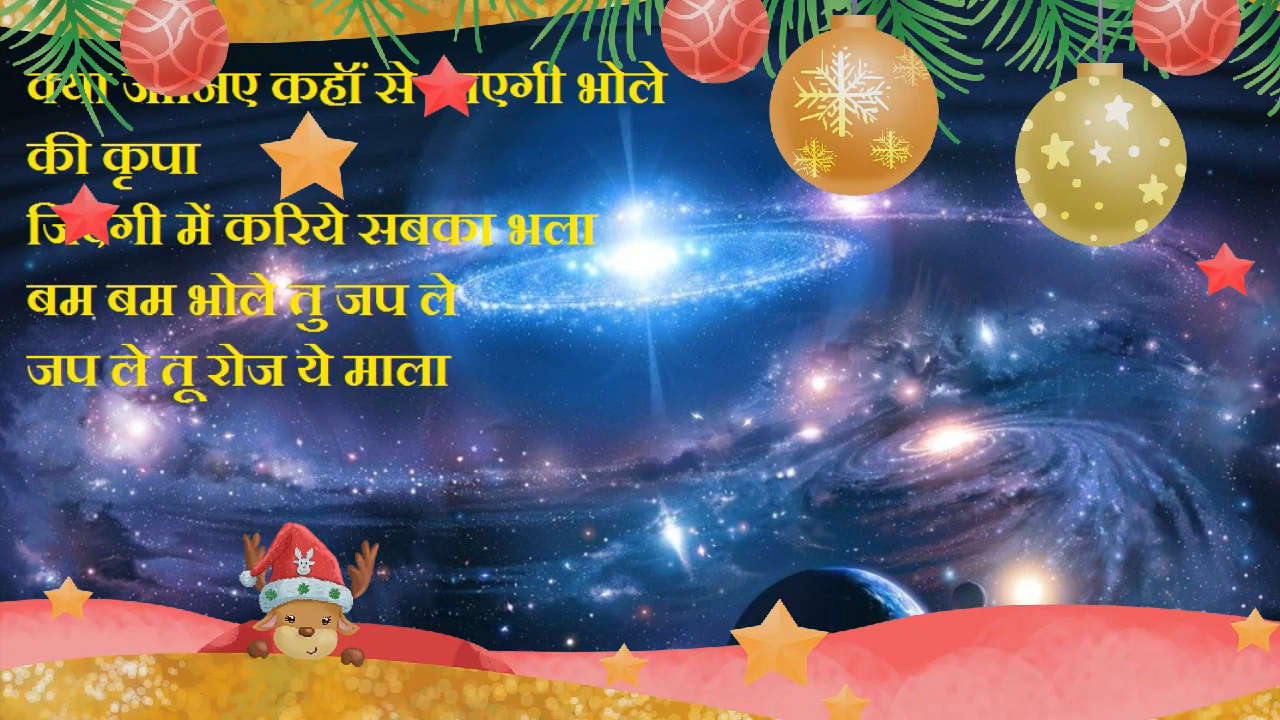 क्या जानिए कहाॅं से भोले
की कृपा
में करिये सबका भला
बम बम भोले तु जप ले
जप ले तू रोज ये माला